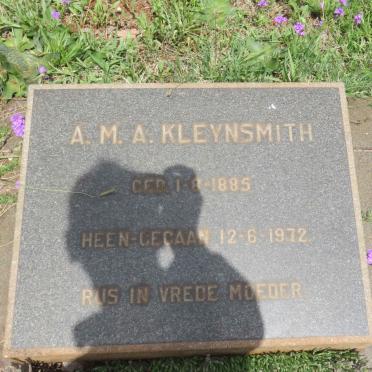 A. M. A. KLEYNSMITH
GEB. 1-8-1885
HEEN-GEGAAN 12-6-1972.
RUS IN VREDE MOEDER